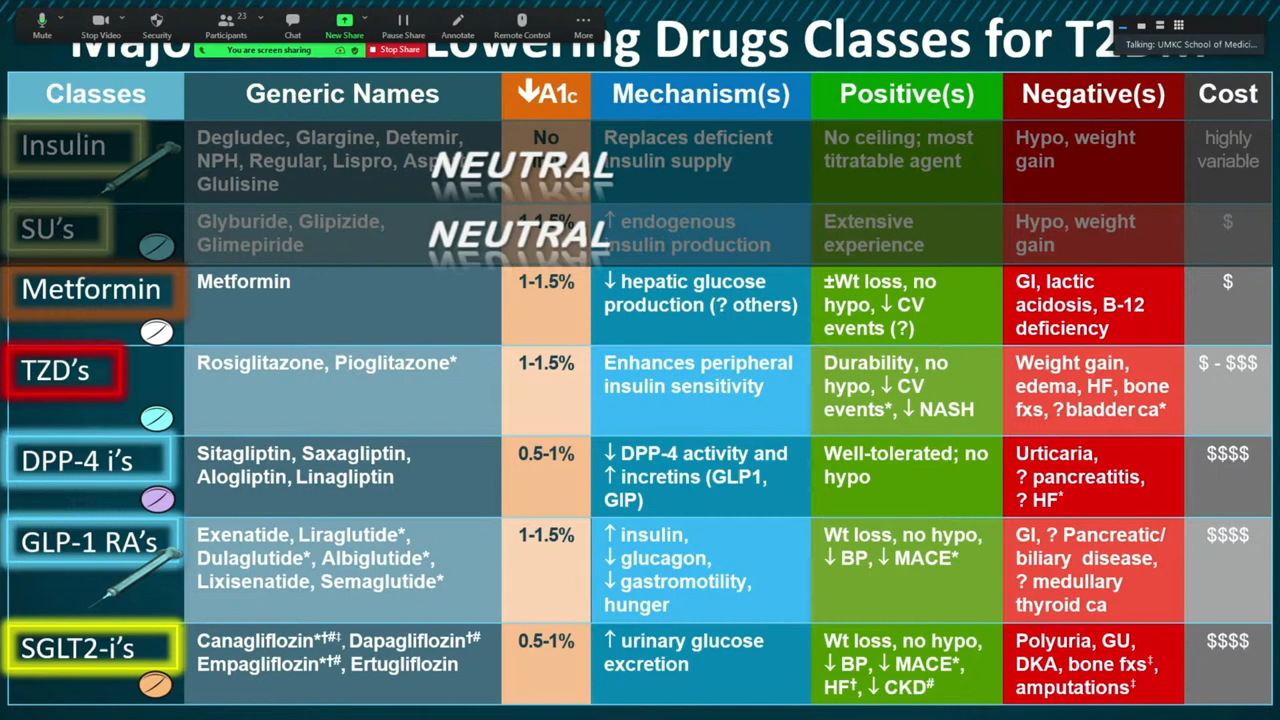 Mute
Stop Video
Security
23
Participants
Chat
New Share
Pause Share
Annotate
Remote Control
More
You are screen sharing
Stop Share
Talking: UMKC School of Medici...
Lowering Drugs Classes for
Classes
Generic Names
↓A1c
Mechanism(s)
Positive(s)
Negative(s)
Cost
Insulin
Degludec, Glargine, Detemir,
NPH, Regular, Lispro,
Glulisine
No
NEUTRAL
Replaces deficient
insulin supply
No ceiling; most
titratable agent
Hypo, weight
gain
highly
variable
SU's
Glyburide, Glipizide,
Glimepiride
1-1.5%
NEUTRAL
↑ endogenous
insulin production
Extensive
experience
Hypo, weight
gain
$
Metformin
Metformin
1-1.5%
↓ hepatic glucose
production (? others)
±Wt loss, no
hypo, ↓ CV
events (?)
GI, lactic
acidosis, B-12
deficiency
$
TZD's
Rosiglitazone, Pioglitazone*
1-1.5%
Enhances peripheral
insulin sensitivity
Durability, no
hypo, ↓ CV
events*, ↓ NASH
Weight gain,
edema, HF, bone
fxs, ?bladder ca*
$ - $$$
DPP-4 i's
Sitagliptin, Saxagliptin,
Alogliptin, Linagliptin
0.5-1%
↓ DPP-4 activity and
↑ incretins (GLP1,
GIP)
Well-tolerated; no
hypo
Urticaria,
? pancreatitis,
? HF*
$$$$
GLP-1 RA's
Exenatide, Liraglutide*,
Dulaglutide*, Albiglutide*,
Lixisenatide, Semaglutide*
1-1.5%
↑ insulin,
↓ glucagon,
↓ gastromotility,
hunger
Wt loss, no hypo,
↓ BP, ↓ MACE*
GI, ? Pancreatic/
biliary disease,
? medullary
thyroid ca
$$$$
SGLT2-i's
Canagliflozin*†#‡, Dapagliflozin†#
Empagliflozin*†#, Ertugliflozin
0.5-1%
↑ urinary glucose
excretion
Wt loss, no hypo,
↓ BP, ↓ MACE*,
HF†, ↓ CKD#
Polyuria, GU,
DKA, bone fxs‡,
amputations‡
$$$$